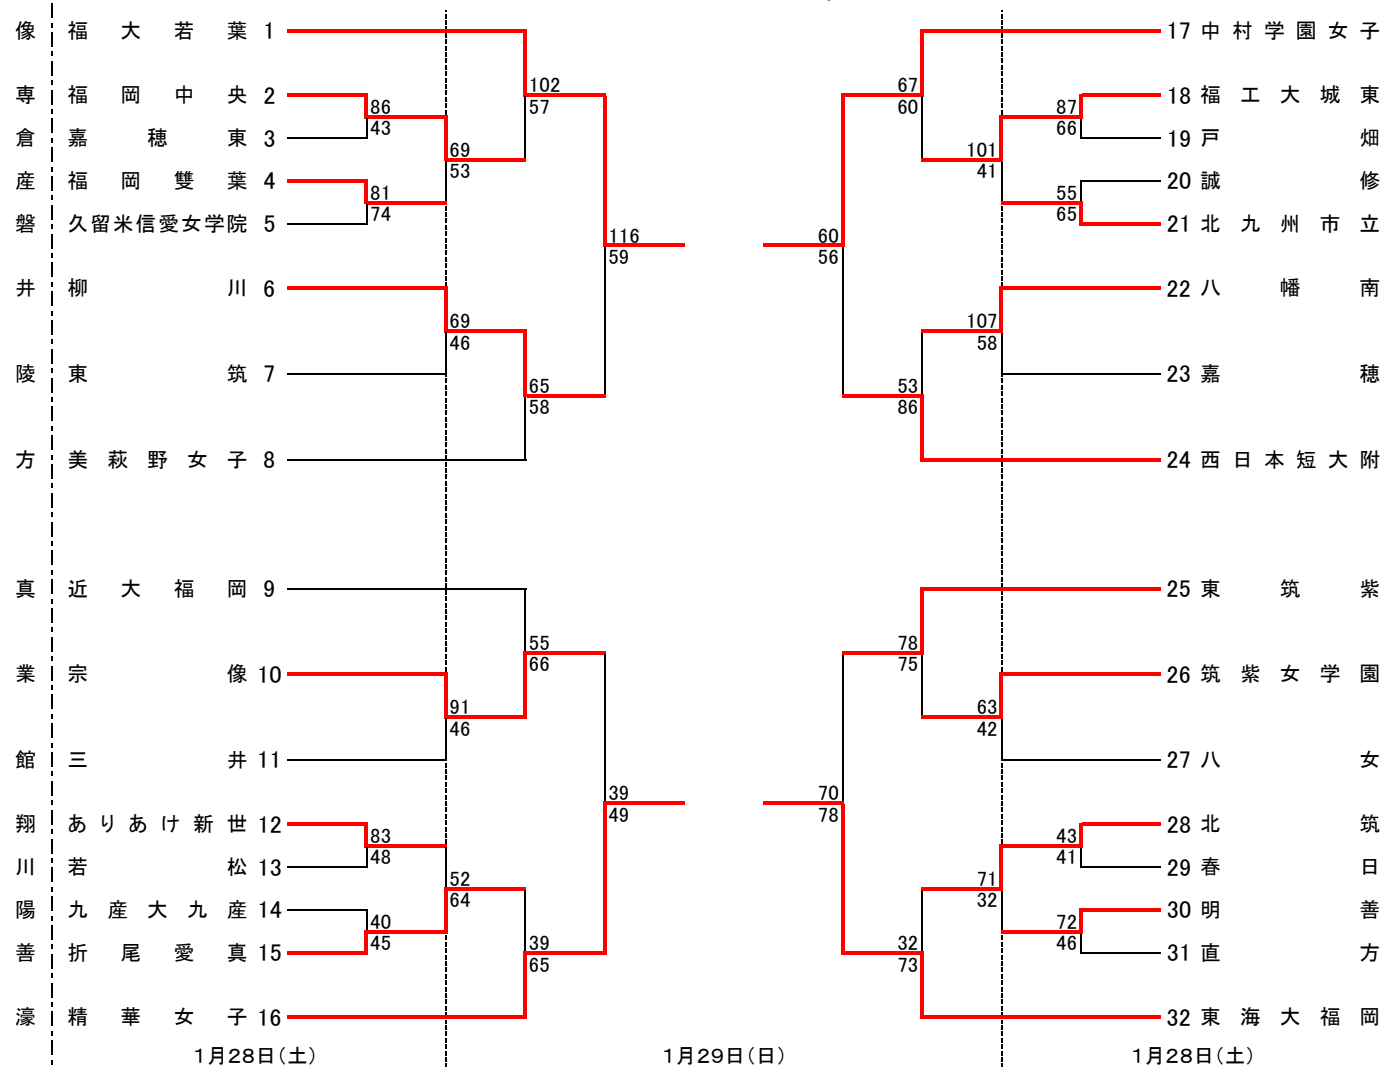 像 福大若葉 1
102
57
専 福岡中央 2
86
43
倉 嘉穂東 3
69
53
産 福岡雙葉 4
81
74
磐 久留米信愛女学院 5
116
59
井 柳川 6
69
46
陵 東筑 7
65
58
方 美萩野女子 8
真 近大福岡 9
55
66
業 宗像 10
91
46
館 三井 11
39
49
翔 ありあけ新世 12
83
48
川 若松 13
52
64
陽 九産大九産 14
40
45
善 折尾愛真 15
39
65
濠 精華女子 16
17 中村学園女子
67
60
18 福工大城東
87
66
19 戸畑
101
41
20 誠修
55
65
21 北九州市立
60
56
22 八幡南
107
58
23 嘉穂
53
86
24 西日本短大附
25 東筑紫
78
75
26 筑紫女学園
63
42
27 八女
70
78
28 北筑
43
41
29 春日
71
32
30 明善
72
46
31 直方
32
73
32 東海大福岡
1月28日(土)
1月29日(日)
1月28日(土)